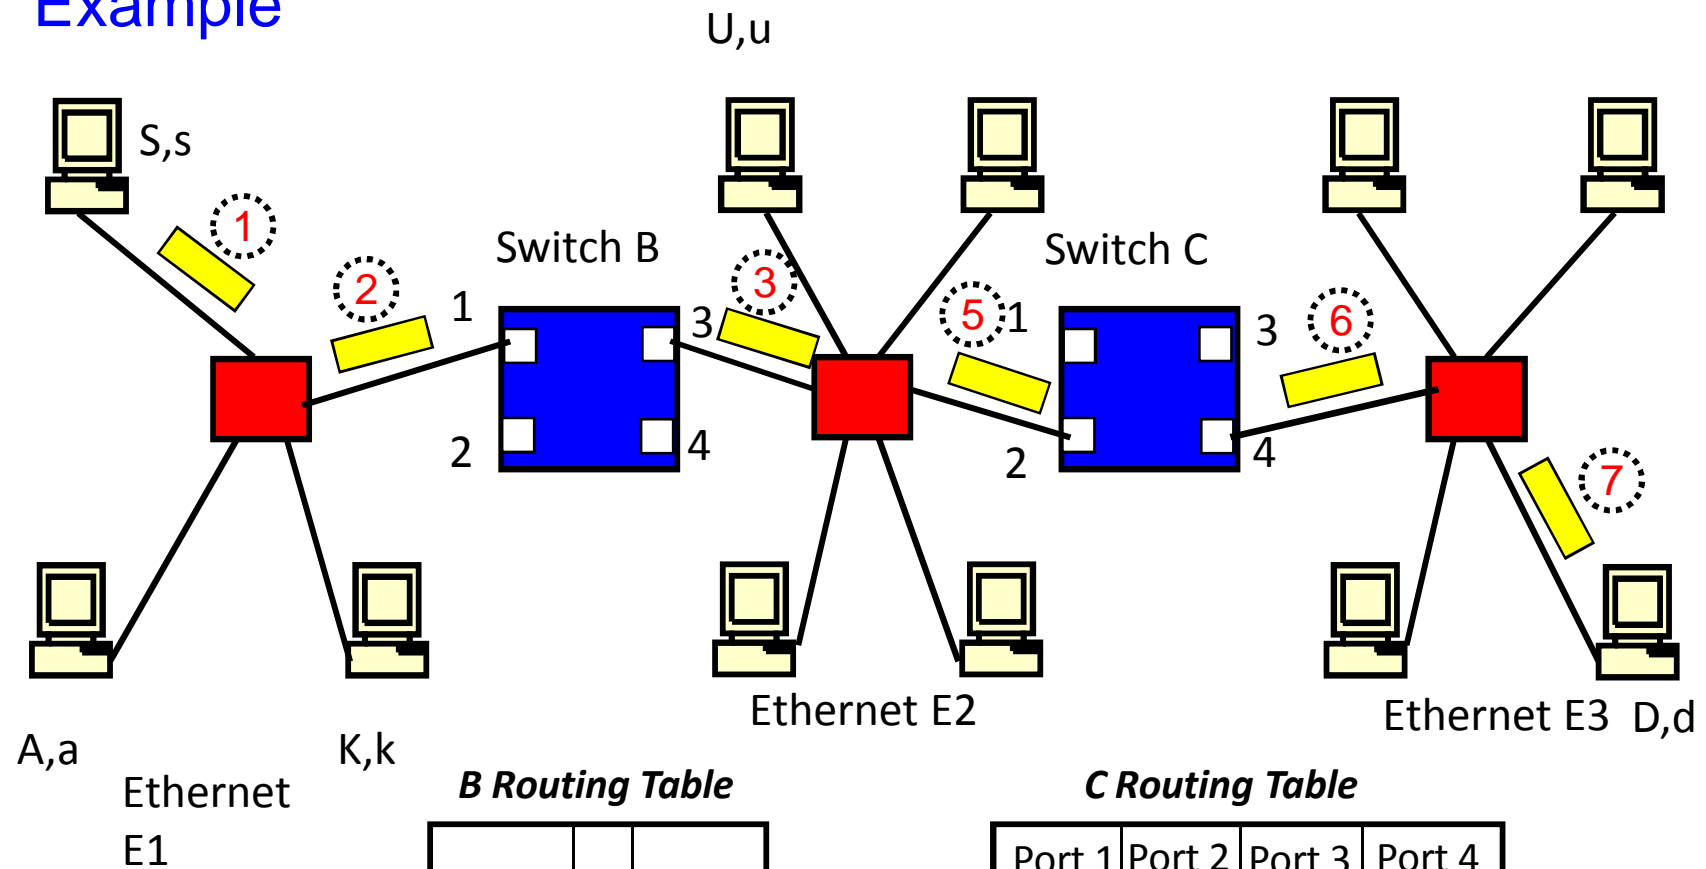 Example
U,u
S,s
1
Switch B
Switch C
2
1
3
3
5
1
3
6
2
4
2
4
7
Ethernet E2
Ethernet E3
D,d
A,a
K,k
Ethernet
E1
B Routing Table
C Routing Table
Port 1
Port 2
Port 3
Port 4